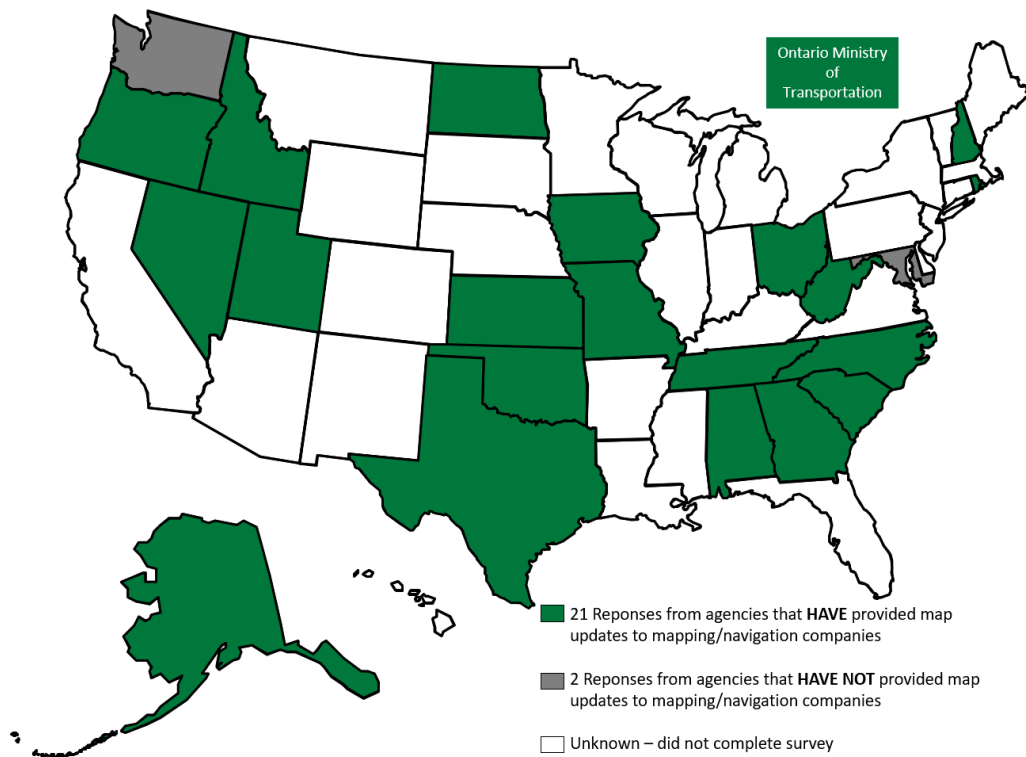 Ontario Ministry
of
Transportation
21 Reponses from agencies that HAVE provided map
updates to mapping/navigation companies
2 Reponses from agencies that HAVE NOT provided map
updates to mapping/navigation companies
Unknown – did not complete survey